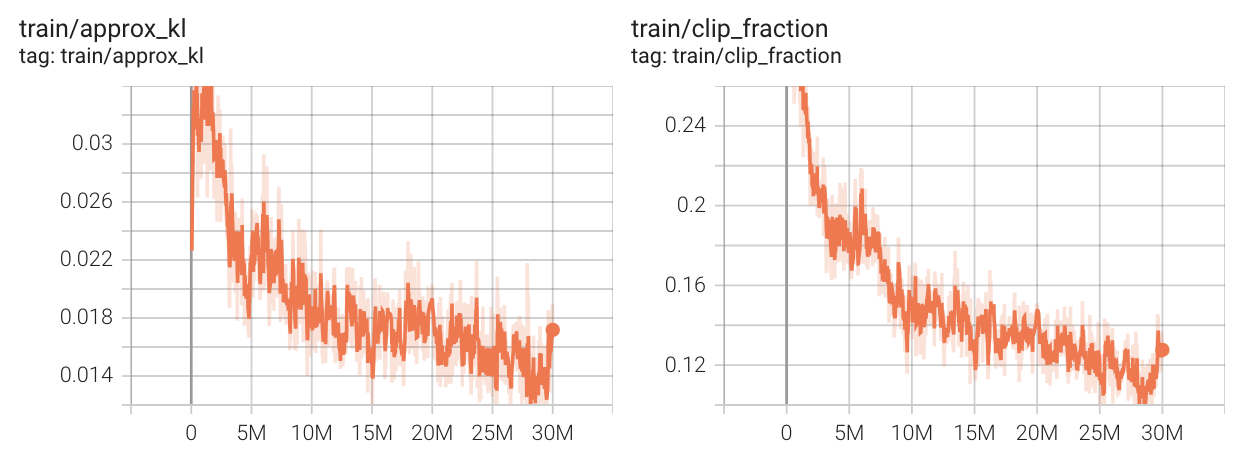 train/approx_kl
tag: train/approx_kl
0.03
0.026
0.022
0.018
0.014
0 5M 10M 15M 20M 25M 30M
train/clip_fraction
tag: train/clip_fraction
0.24
0.2
0.16
0.12
0 5M 10M 15M 20M 25M 30M